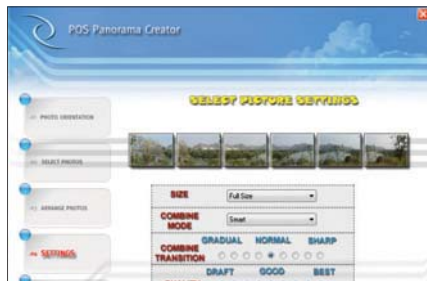 POS Panorama Creator
SELECT PICTURE SETTINGS
PHOTO ORIENTATION
SELECT PHOTOS
ARRANGE PHOTOS
SETTINGS
SIZE
Full Size
COMBINE MODE
Smart
COMBINE TRANSITION
GRADUAL NORMAL SHARP
DRAFT GOOD BEST